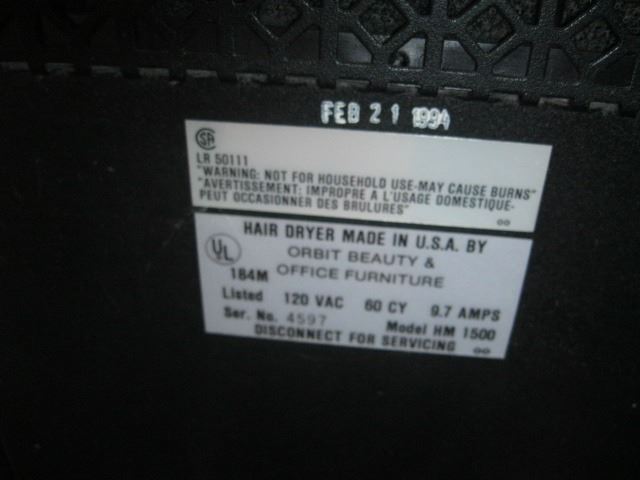 FEB 21 1994
LR 50111
"WARNING: NOT FOR HOUSEHOLD USE-MAY CAUSE BURNS"
"AVERTISSEMENT: IMPROPRE A L'USAGE DOMESTIQUE-
PEUT OCCASIONNER DES BRULURES"
HAIR DRYER MADE IN U.S.A. BY
UL ORBIT BEAUTY &
184M OFFICE FURNITURE
Listed 120 VAC 60 CY 9.7 AMPS
Ser. No. 4597 Model HM 1500
DISCONNECT FOR SERVICING